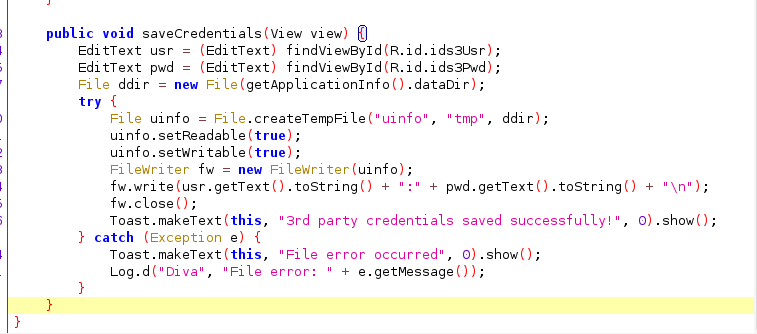 }
public void saveCredentials(View view) {
EditText usr = (EditText) findViewById(R.id.ids3Usr);
EditText pwd = (EditText) findViewById(R.id.ids3Pwd);
File ddir = new File(getApplicationInfo().dataDir);
try {
File uinfo = File.createTempFile("uinfo", "tmp", ddir);
uinfo.setReadable(true);
uinfo.setWritable(true);
FileWriter fw = new FileWriter(uinfo);
fw.write(usr.getText().toString() + ":" + pwd.getText().toString() + "\n");
fw.close();
Toast.makeText(this, "3rd party credentials saved successfully!", 0).show();
} catch (Exception e) {
Toast.makeText(this, "File error occurred", 0).show();
Log.d("Diva", "File error: " + e.getMessage());
}
}
}